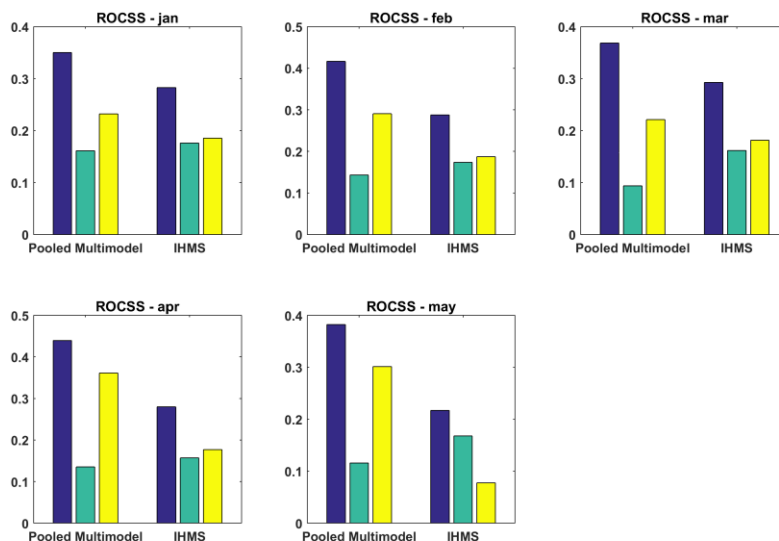 ROCSS - jan
0.4
0.3
0.2
0.1
0
Pooled Multimodel IHMS
ROCSS - feb
0.5
0.4
0.3
0.2
0.1
0
Pooled Multimodel IHMS
ROCSS - mar
0.4
0.3
0.2
0.1
0
Pooled Multimodel IHMS
ROCSS - apr
0.5
0.4
0.3
0.2
0.1
0
Pooled Multimodel IHMS
ROCSS - may
0.4
0.3
0.2
0.1
0
Pooled Multimodel IHMS